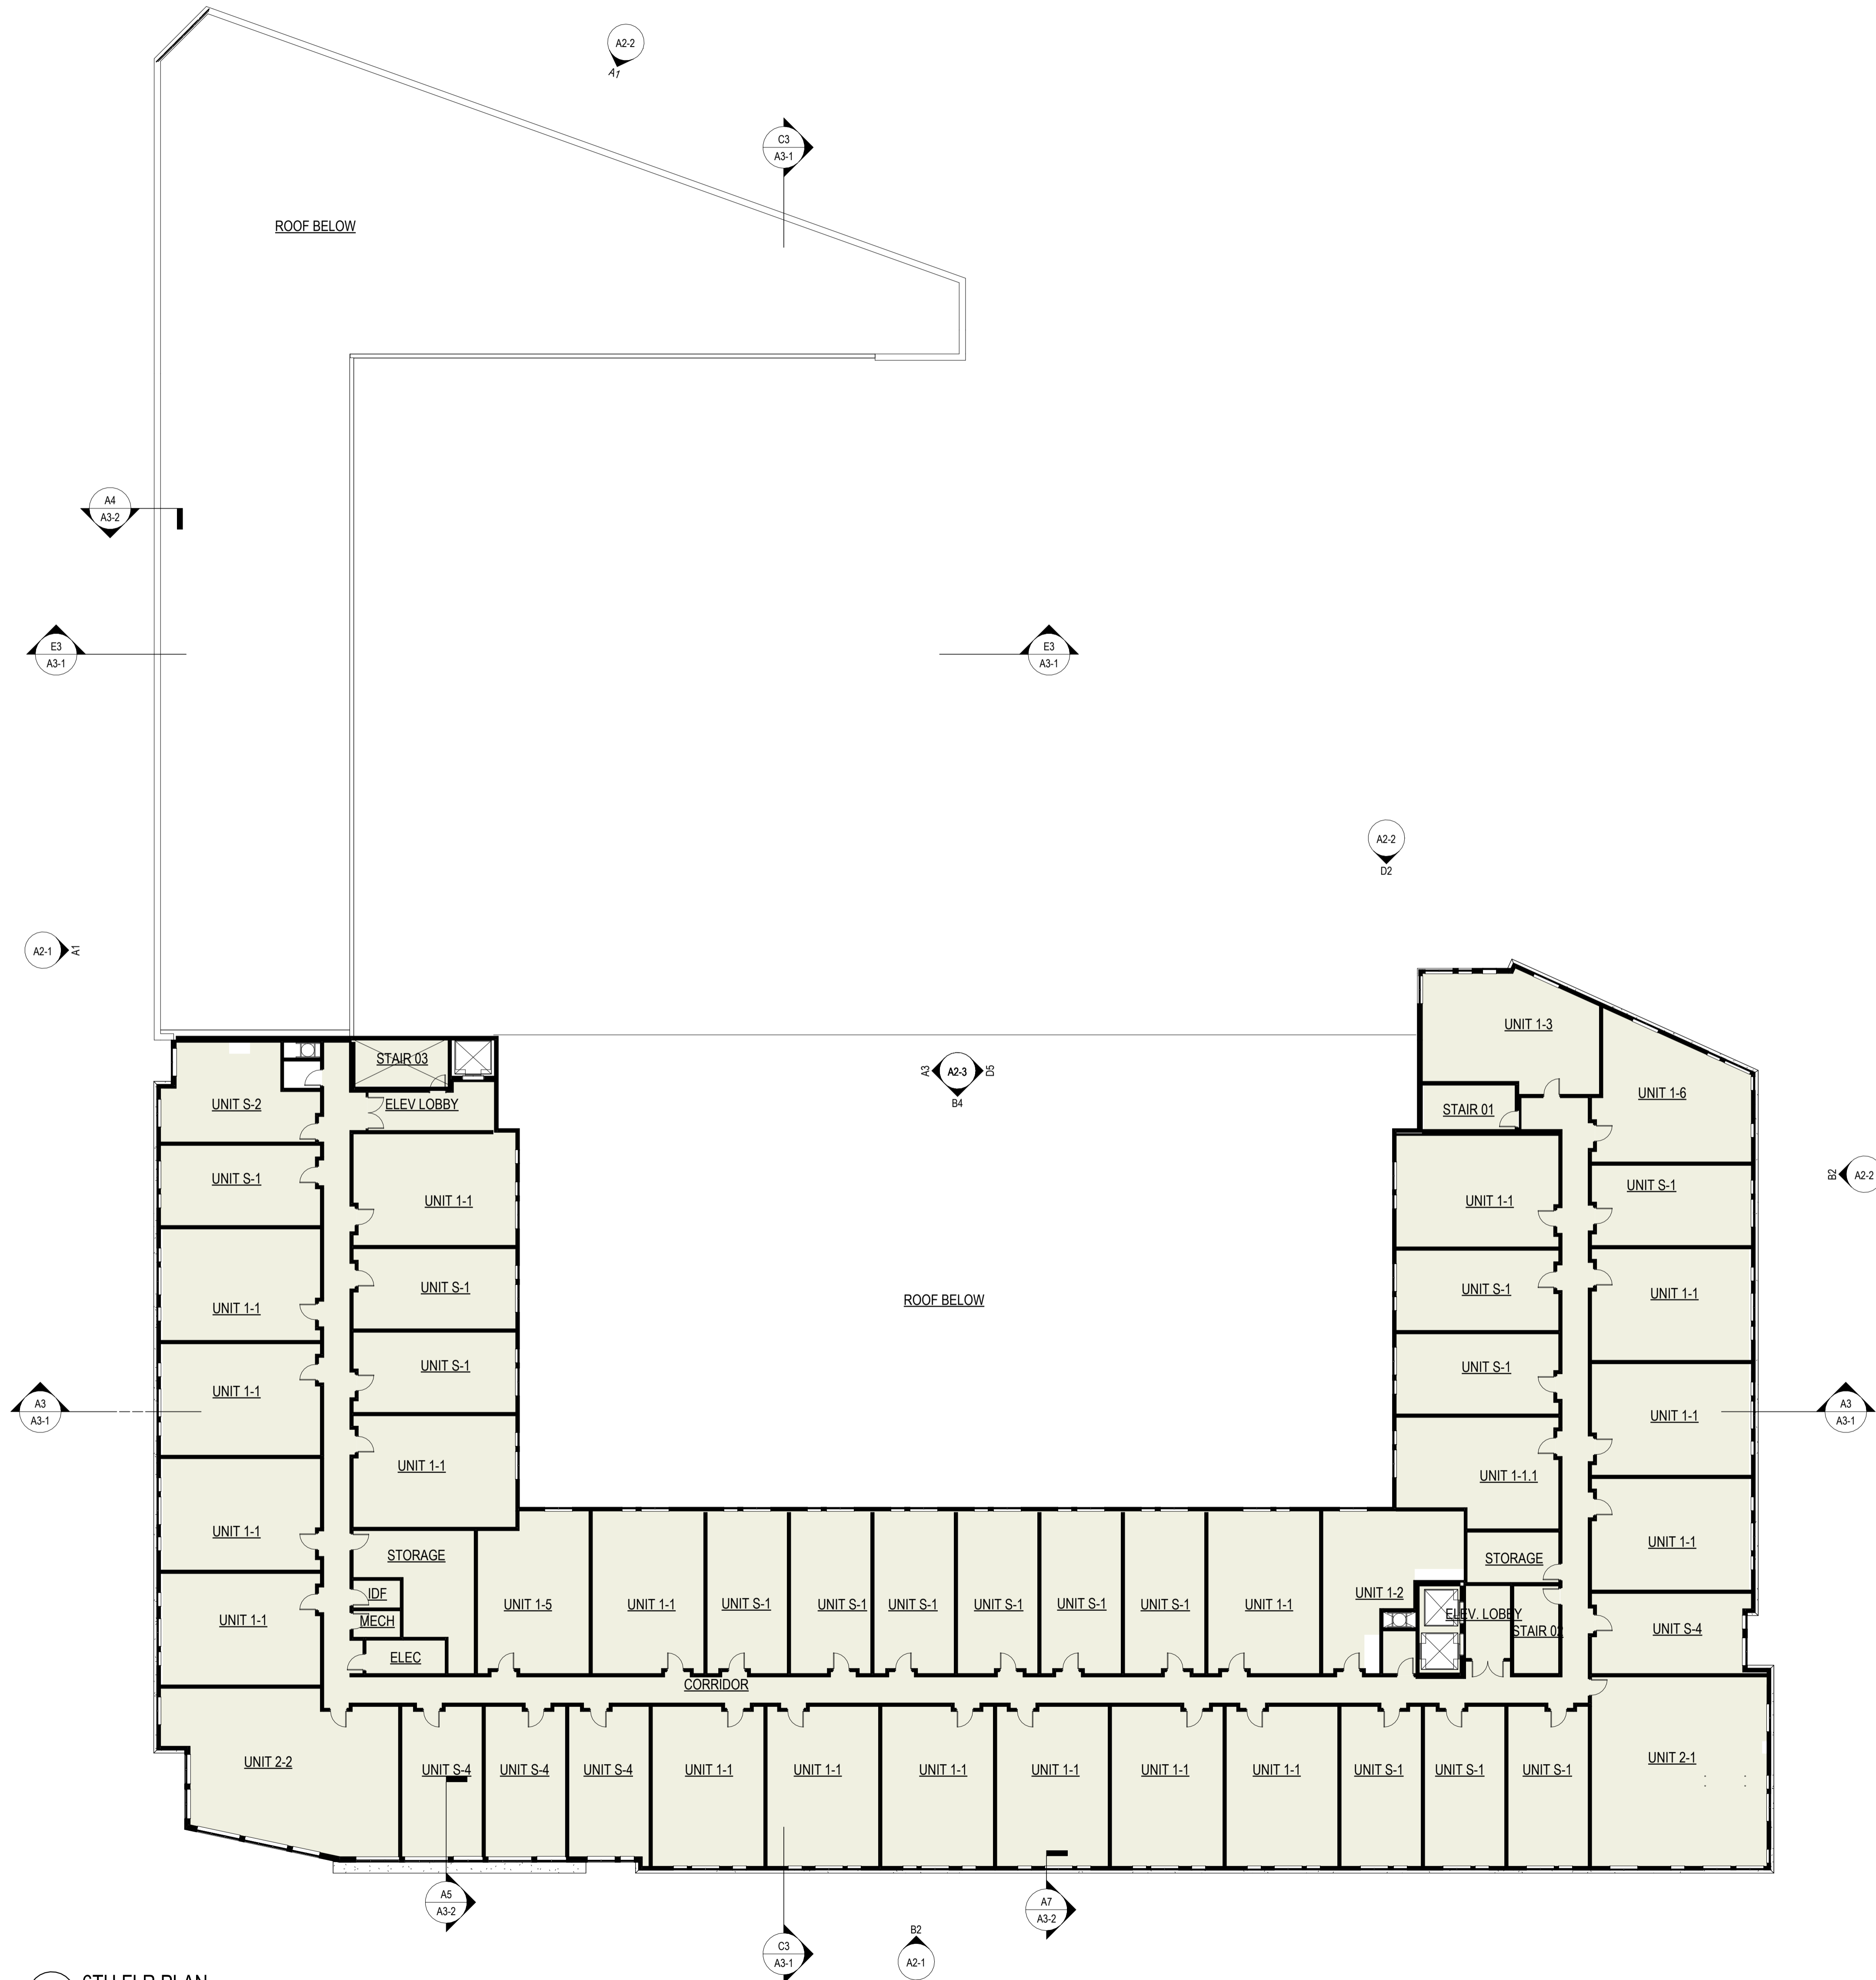 A2-2
A1
C3
A3-1
ROOF BELOW
A4
A3-2
E3
A3-1
E3
A3-1
A2-2
D2
A2-1
A1
UNIT 1-3
STAIR 03
A3
A2-3
D5
B4
UNIT S-2
ELEV LOBBY
STAIR 01
UNIT 1-6
UNIT S-1
UNIT 1-1
UNIT 1-1
UNIT S-1
B2
A2-2
UNIT 1-1
UNIT S-1
ROOF BELOW
UNIT S-1
UNIT 1-1
UNIT 1-1
UNIT S-1
UNIT S-1
UNIT 1-1
A3
A3-1
A3
A3-1
UNIT 1-1
UNIT 1-1
UNIT 1-1.1
UNIT 1-1
STORAGE
STORAGE
IDF
UNIT 1-1
MECH
ELEC
UNIT 1-5
UNIT 1-1
UNIT S-1
UNIT S-1
UNIT S-1
UNIT S-1
UNIT S-1
UNIT S-1
UNIT 1-1
UNIT 1-2
ELEV. LOBBY
STAIR 02
UNIT S-4
CORRIDOR
UNIT 2-2
UNIT S-4
UNIT S-4
UNIT S-4
UNIT 1-1
UNIT 1-1
UNIT 1-1
UNIT 1-1
UNIT 1-1
UNIT 1-1
UNIT S-1
UNIT S-1
UNIT S-1
UNIT 2-1
A5
A3-2
A7
A3-2
C3
A3-1
B2
A2-1
6TH FLR PLAN